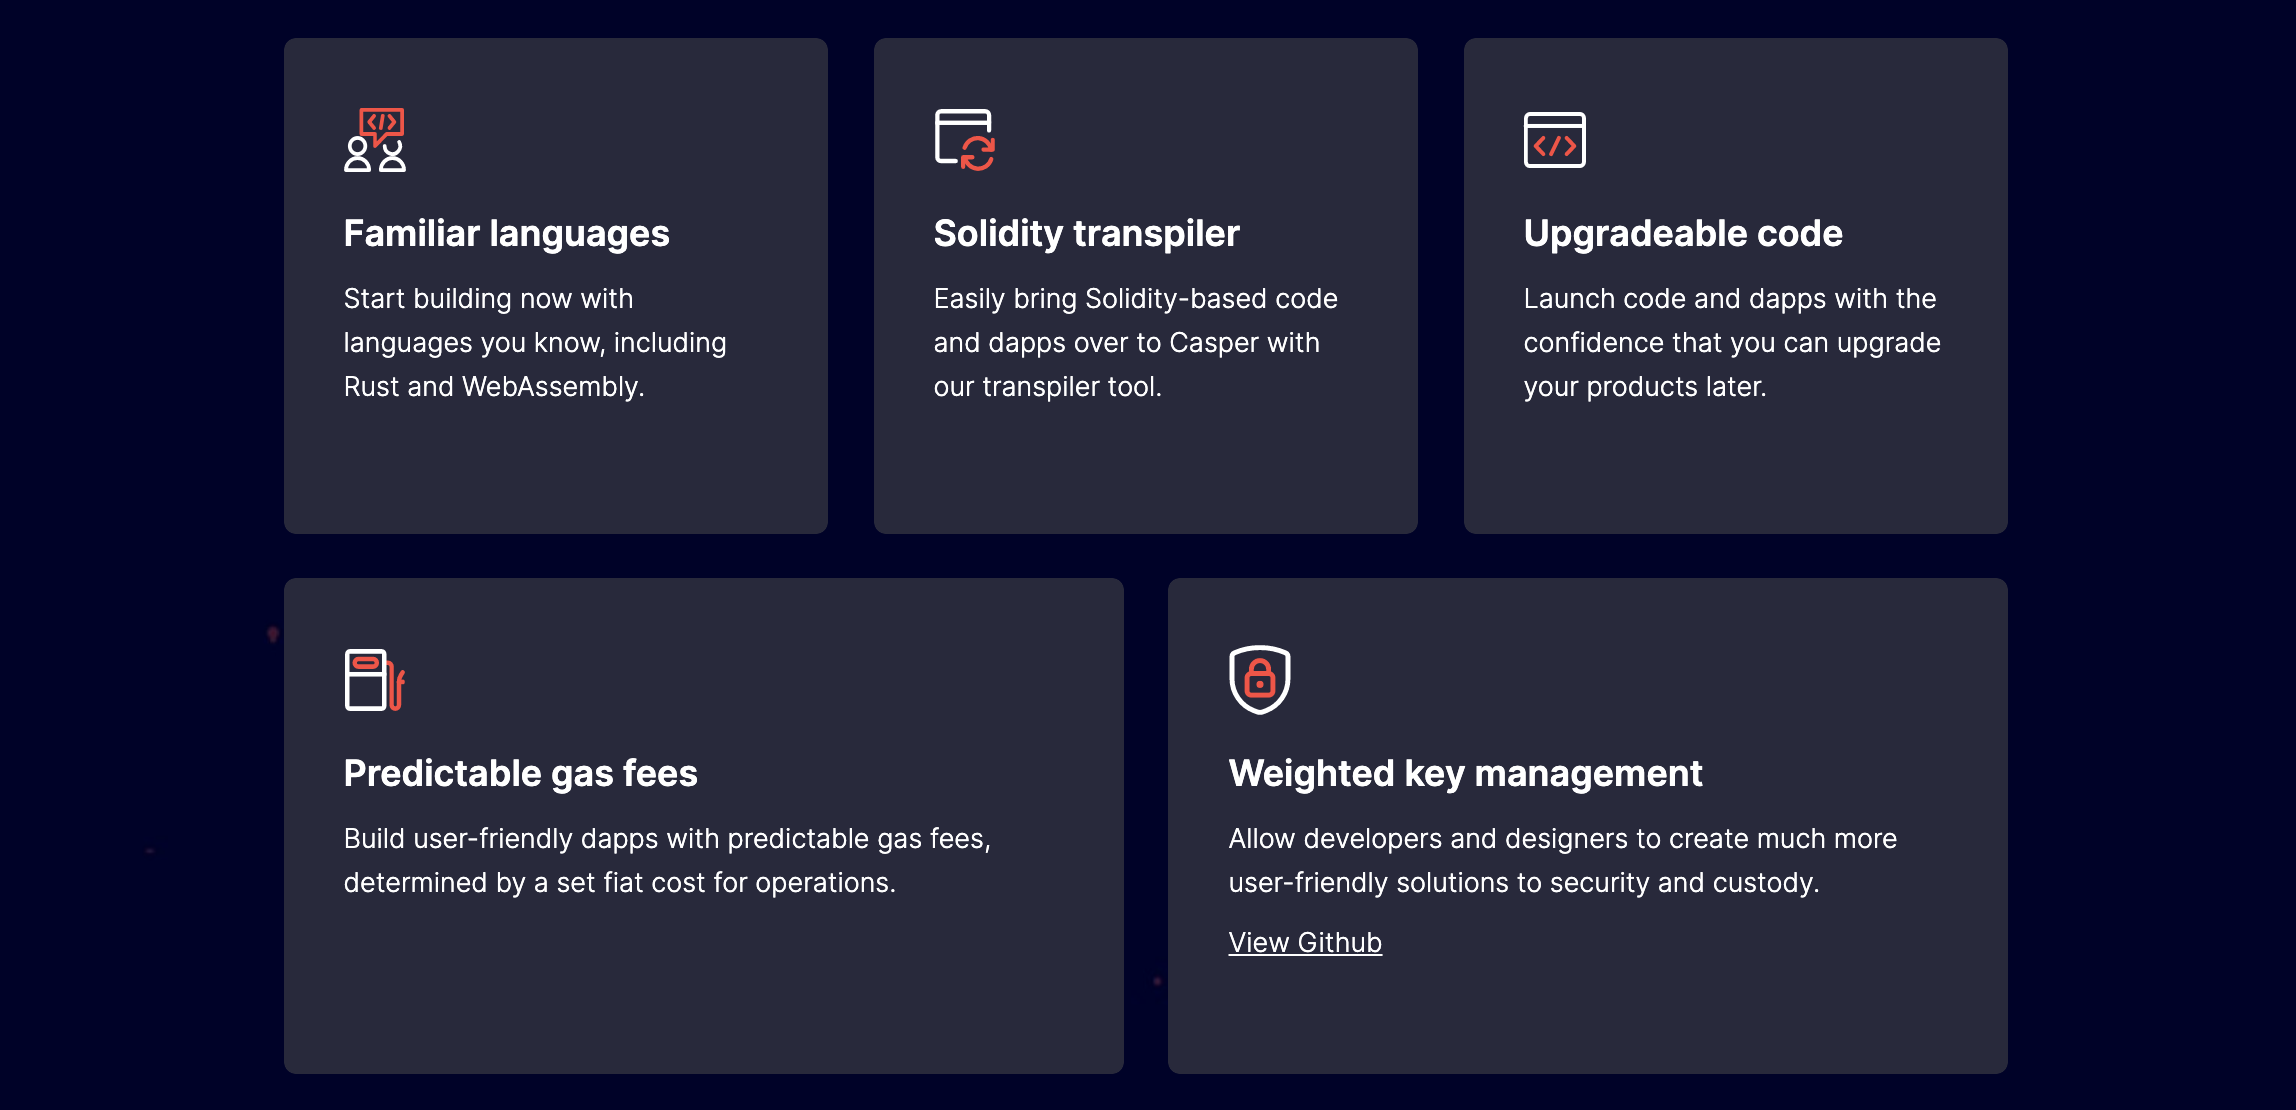 Familiar languages
Start building now with
languages you know, including
Rust and WebAssembly.
Solidity transpiler
Easily bring Solidity-based code
and dapps over to Casper with
our transpiler tool.
Upgradeable code
Launch code and dapps with the
confidence that you can upgrade
your products later.
Predictable gas fees
Build user-friendly dapps with predictable gas fees,
determined by a set fiat cost for operations.
Weighted key management
Allow developers and designers to create much more
user-friendly solutions to security and custody.
View Github